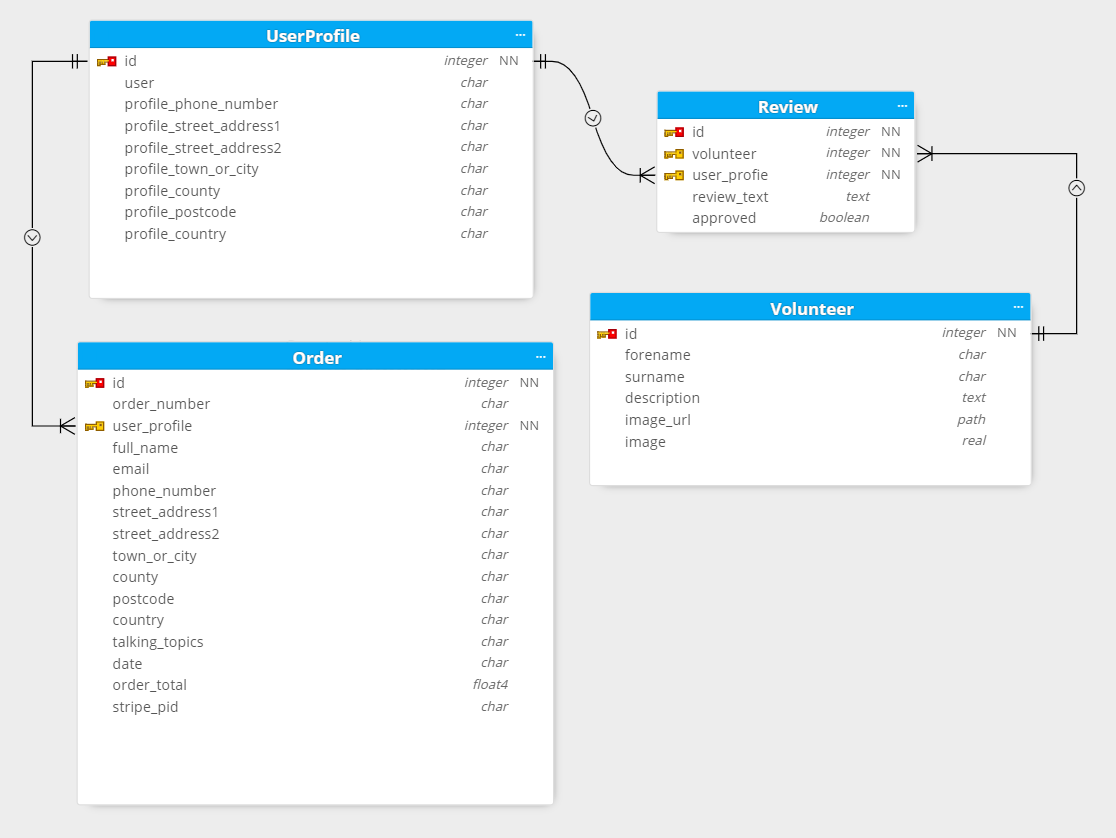 UserProfile ...
id integer NN
user char
profile_phone_number char
profile_street_address1 char
profile_street_address2 char
profile_town_or_city char
profile_county char
profile_postcode char
profile_country char
Review ...
id integer NN
volunteer integer NN
user_profie integer NN
review_text text
approved boolean
Volunteer ...
id integer NN
forename char
surname char
description text
image_url path
image real
Order ...
id integer NN
order_number char
user_profile integer NN
full_name char
email char
phone_number char
street_address1 char
street_address2 char
town_or_city char
county char
postcode char
country char
talking_topics char
date char
order_total float4
stripe_pid char